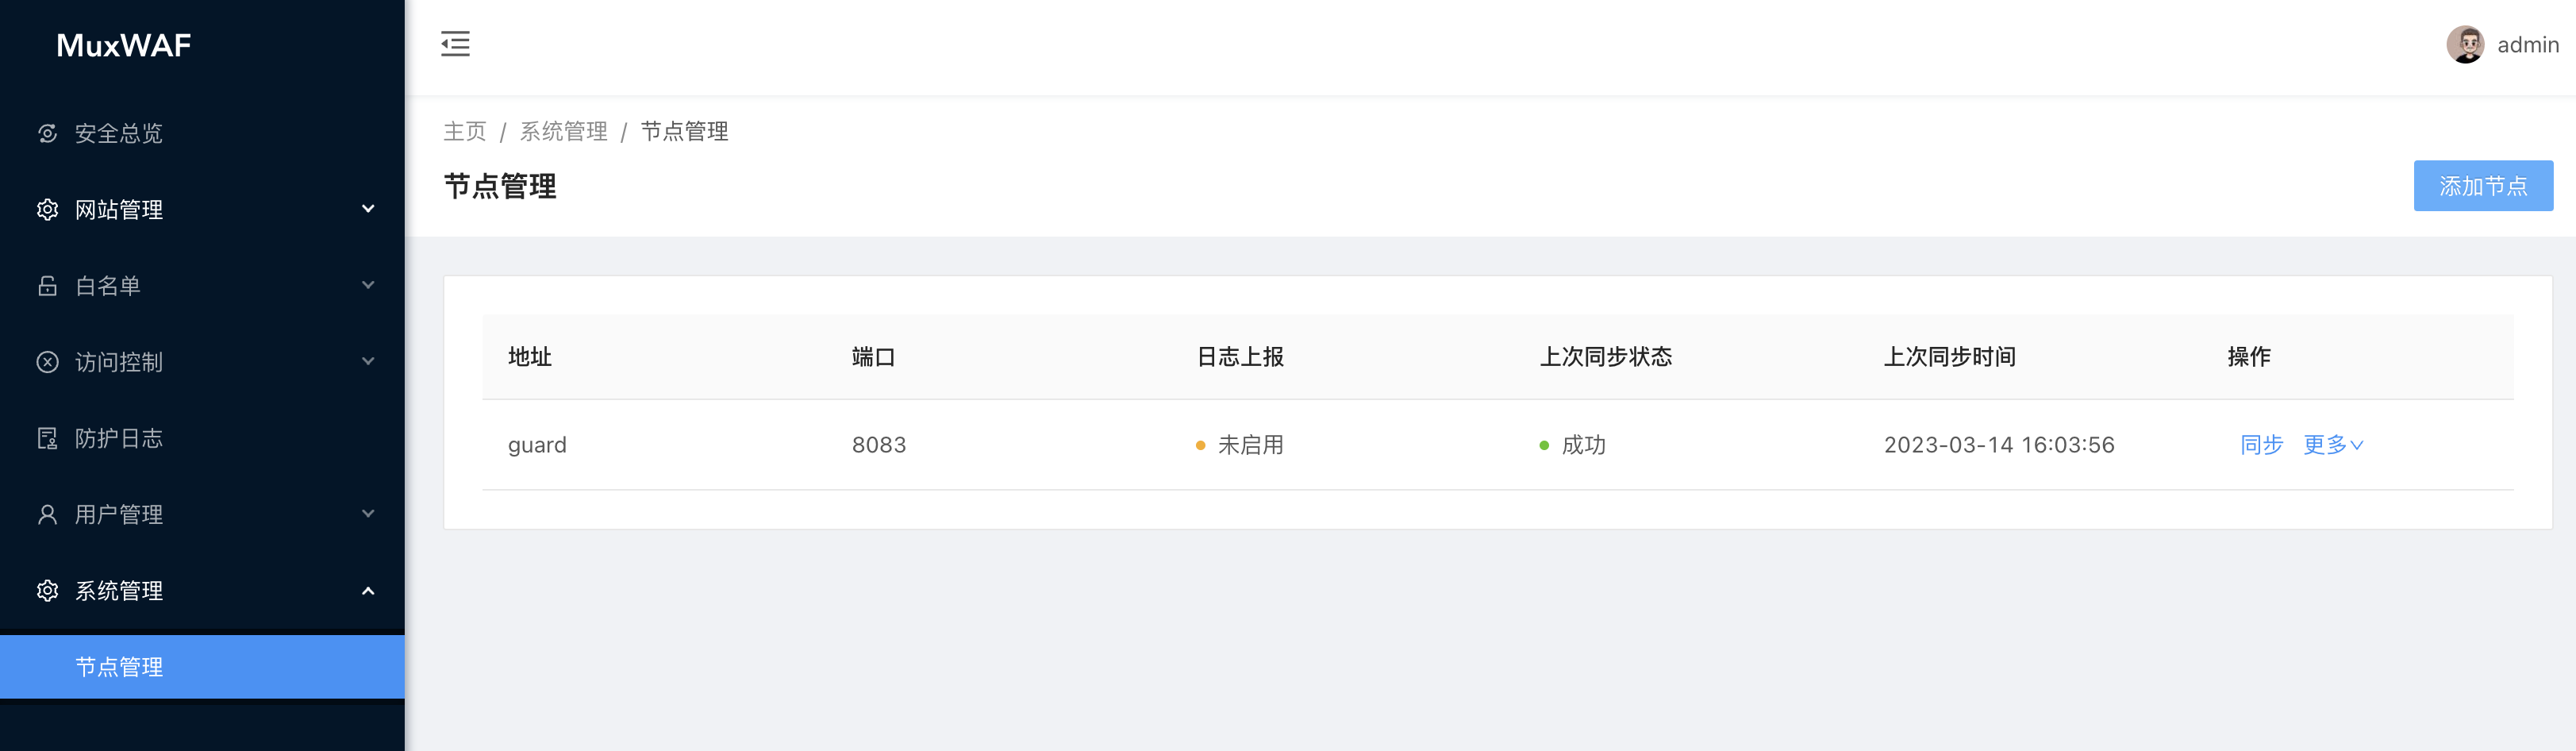 MuxWAF
admin
安全总览
网站管理
白名单
访问控制
防护日志
用户管理
系统管理
节点管理
主页 / 系统管理 / 节点管理
节点管理
添加节点
地址 端口 日志上报 上次同步状态 上次同步时间 操作
guard 8083 未启用 成功 2023-03-14 16:03:56 同步 更多